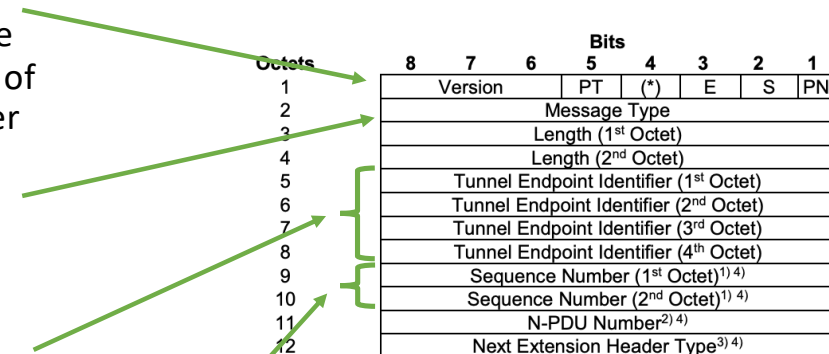 e
of
er
Bits
Octets 8 7 6 5 4 3 2 1
1 Version PT (*) E S PN
2 Message Type
3 Length (1st Octet)
4 Length (2nd Octet)
5 Tunnel Endpoint Identifier (1st Octet)
6 Tunnel Endpoint Identifier (2nd Octet)
7 Tunnel Endpoint Identifier (3rd Octet)
8 Tunnel Endpoint Identifier (4th Octet)
9 Sequence Number (1st Octet)1) 4)
10 Sequence Number (2nd Octet)1) 4)
11 N-PDU Number2) 4)
12 Next Extension Header Type3) 4)